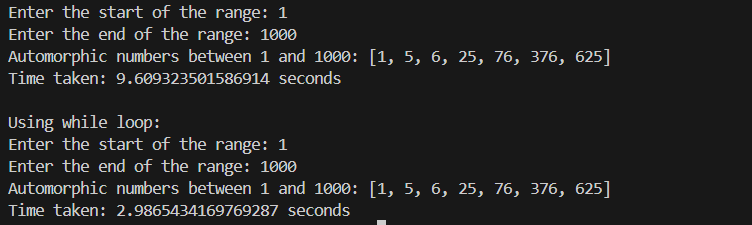 Enter the start of the range: 1
Enter the end of the range: 1000
Automorphic numbers between 1 and 1000: [1, 5, 6, 25, 76, 376, 625]
Time taken: 9.609323501586914 seconds

Using while loop:
Enter the start of the range: 1
Enter the end of the range: 1000
Automorphic numbers between 1 and 1000: [1, 5, 6, 25, 76, 376, 625]
Time taken: 2.9865434169769287 seconds